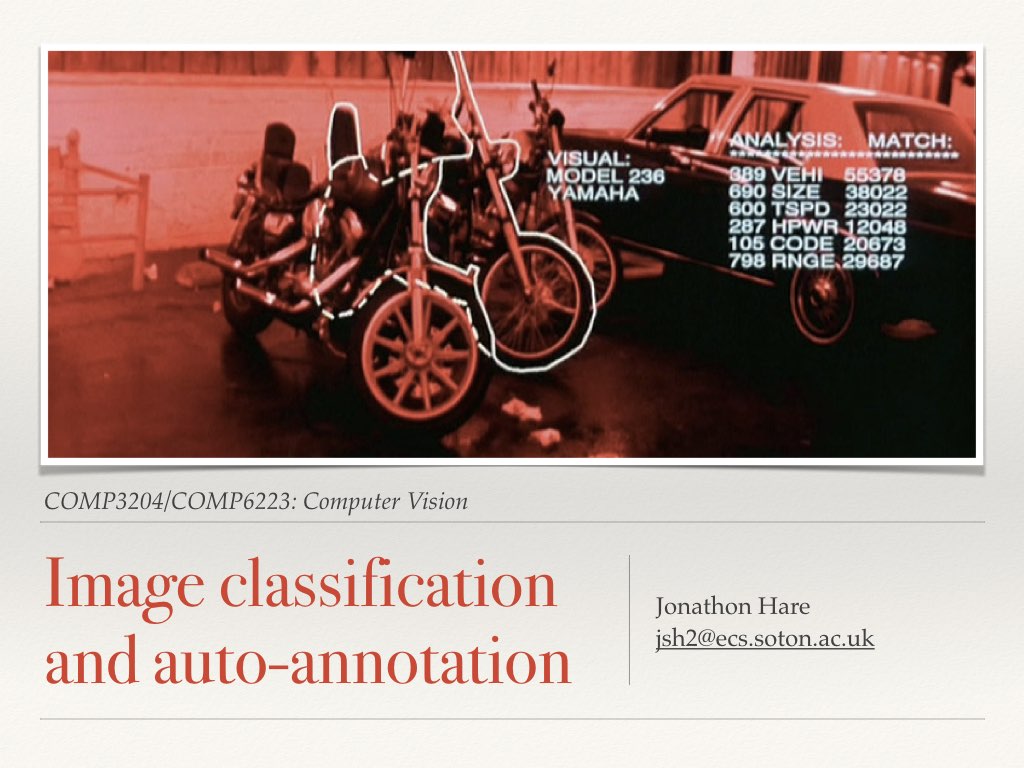 VISUAL:
MODEL 236
YAMAHA
ANALYSIS: MATCH:
*****************************
389 VEHI 55378
690 SIZE 38022
600 TSPD 23022
287 HPWR 12048
105 CODE 20673
798 RNGE 29687
COMP3204/COMP6223: Computer Vision
Image classification
and auto-annotation
Jonathon Hare
jsh2@ecs.soton.ac.uk